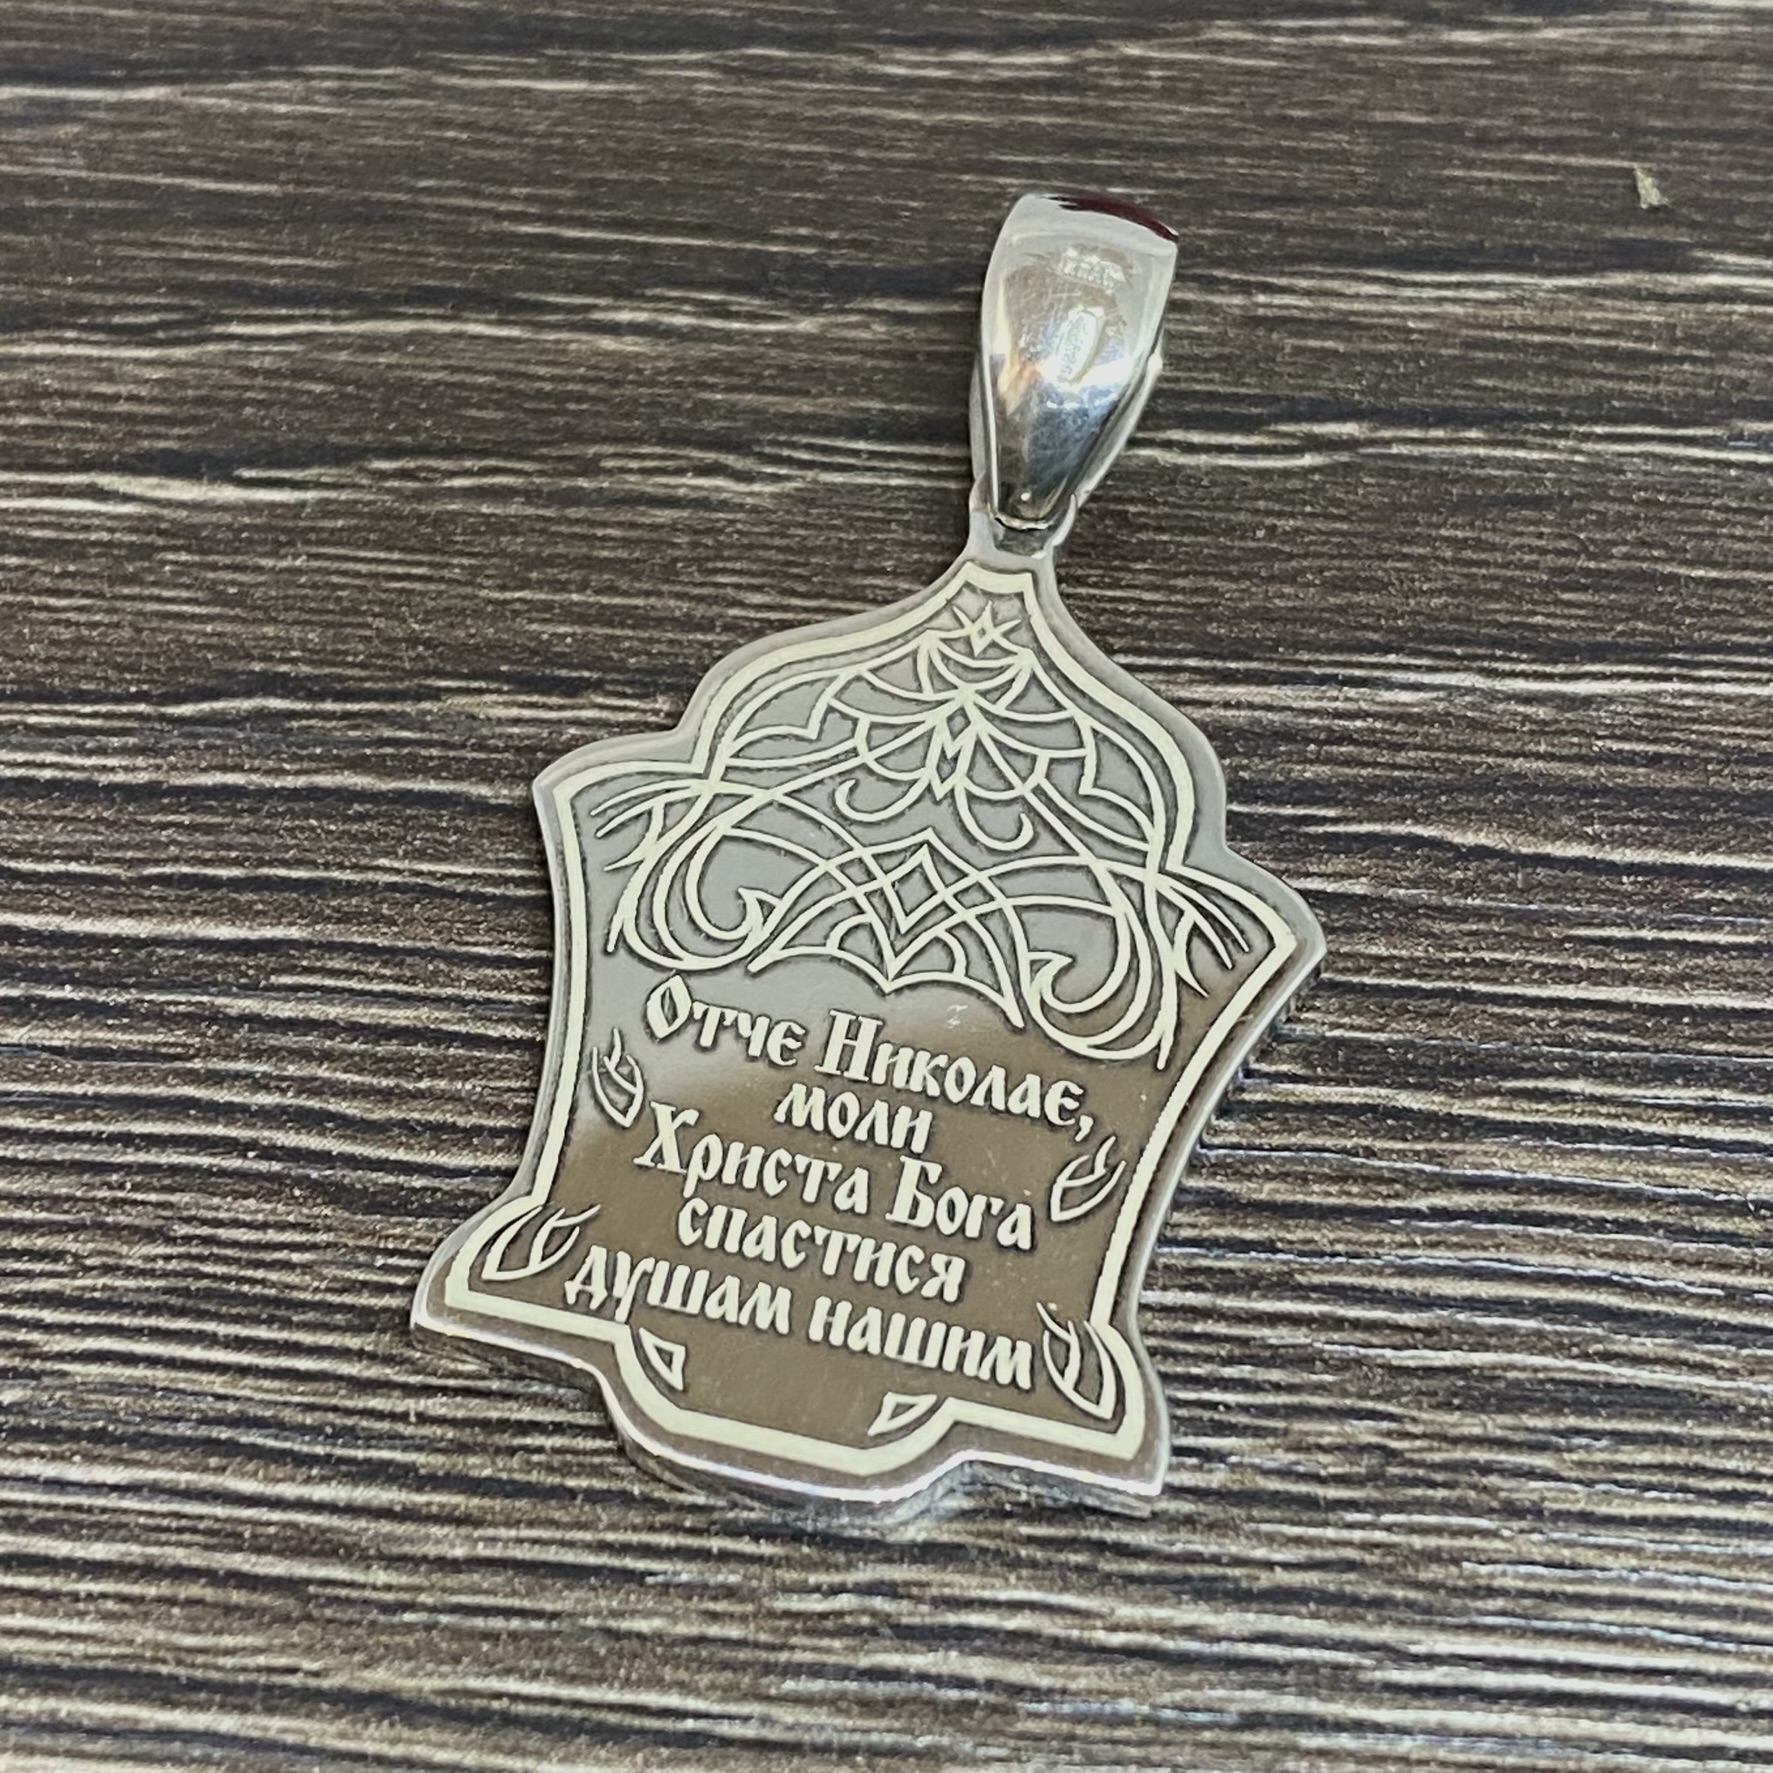 Отче Николае,
моли
Христа Бога
спастися
душам нашим